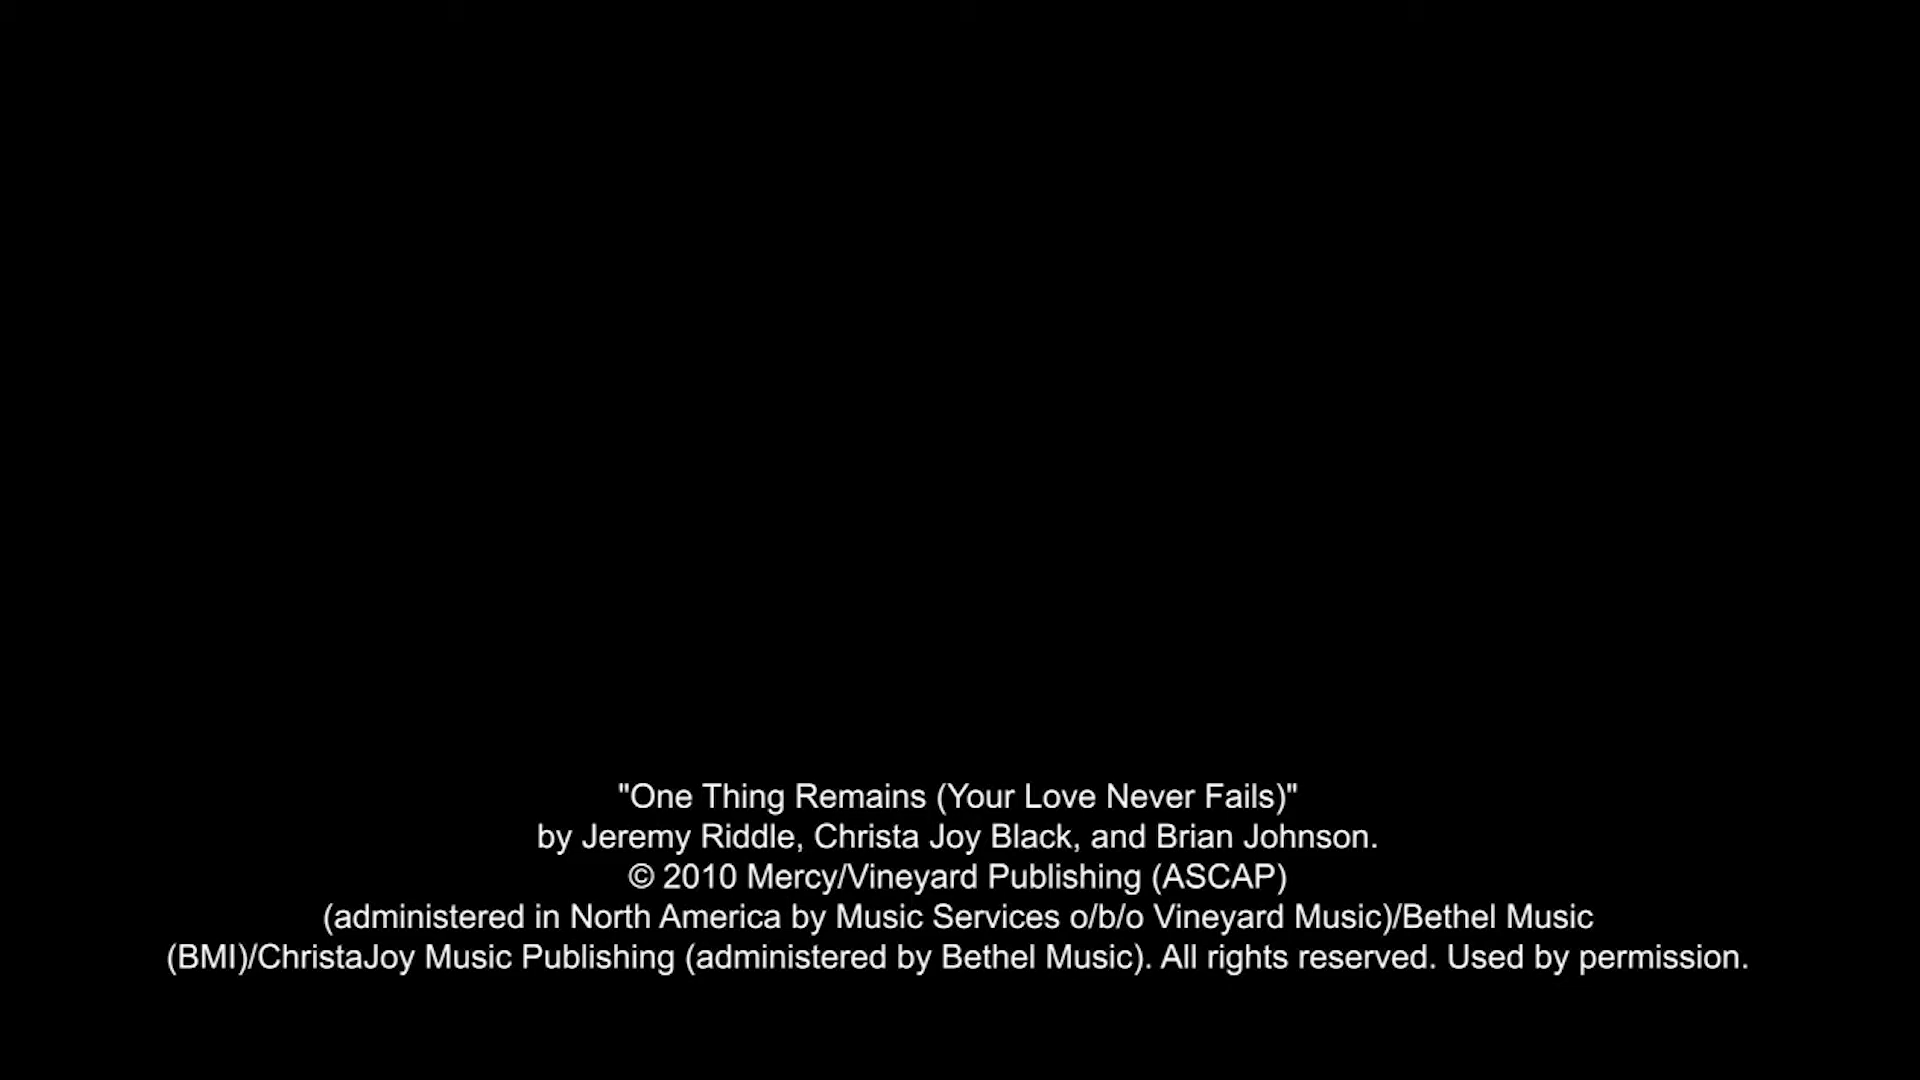 "One Thing Remains (Your Love Never Fails)"
by Jeremy Riddle, Christa Joy Black, and Brian Johnson.
© 2010 Mercy/Vineyard Publishing (ASCAP)
(administered in North America by Music Services o/b/o Vineyard Music)/Bethel Music
(BMI)/ChristaJoy Music Publishing (administered by Bethel Music). All rights reserved. Used by permission.